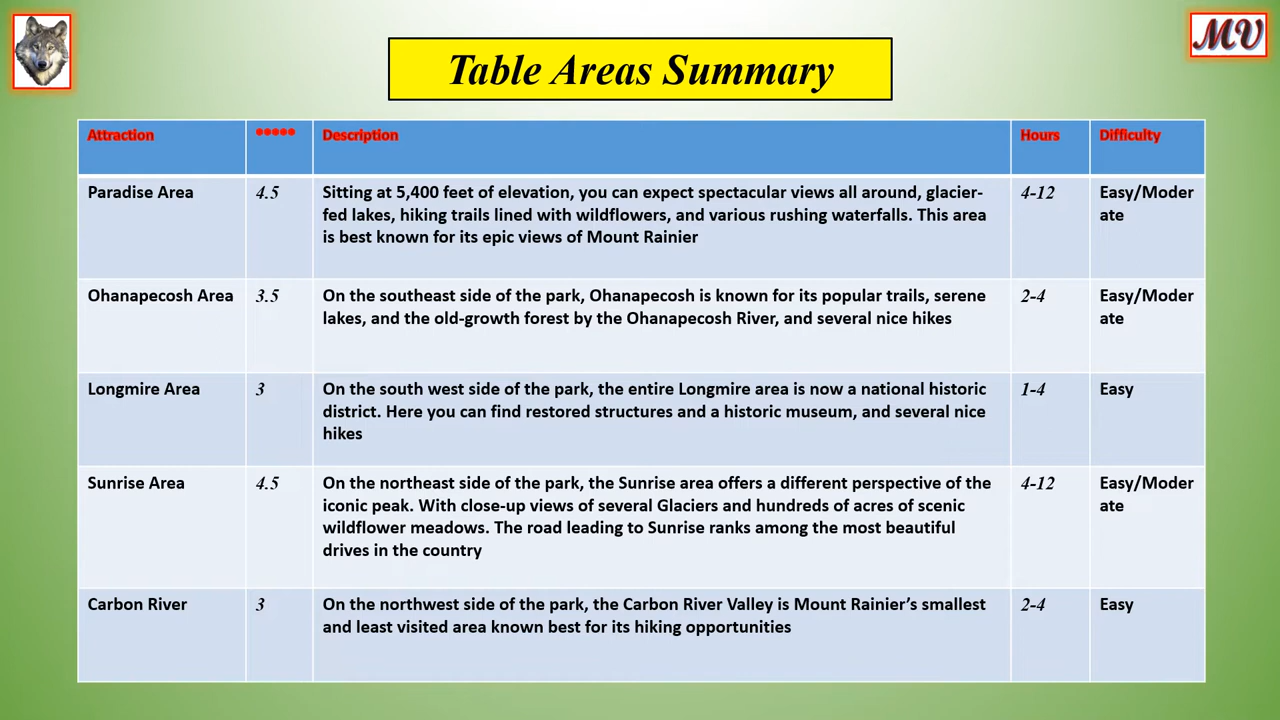 MV
Table Areas Summary
Attraction ***** Description Hours Difficulty
Paradise Area 4.5 Sitting at 5,400 feet of elevation, you can expect spectacular views all around, glacier- 4-12 Easy/Moder
fed lakes, hiking trails lined with wildflowers, and various rushing waterfalls. This area ate
is best known for its epic views of Mount Rainier
Ohanapecosh Area 3.5 On the southeast side of the park, Ohanapecosh is known for its popular trails, serene 2-4 Easy/Moder
lakes, and the old-growth forest by the Ohanapecosh River, and several nice hikes ate
Longmire Area 3 On the south west side of the park, the entire Longmire area is now a national historic 1-4 Easy
district. Here you can find restored structures and a historic museum, and several nice
hikes
Sunrise Area 4.5 On the northeast side of the park, the Sunrise area offers a different perspective of the 4-12 Easy/Moder
iconic peak. With close-up views of several Glaciers and hundreds of acres of scenic ate
wildflower meadows. The road leading to Sunrise ranks among the most beautiful
drives in the country
Carbon River 3 On the northwest side of the park, the Carbon River Valley is Mount Rainier’s smallest 2-4 Easy
and least visited area known best for its hiking opportunities